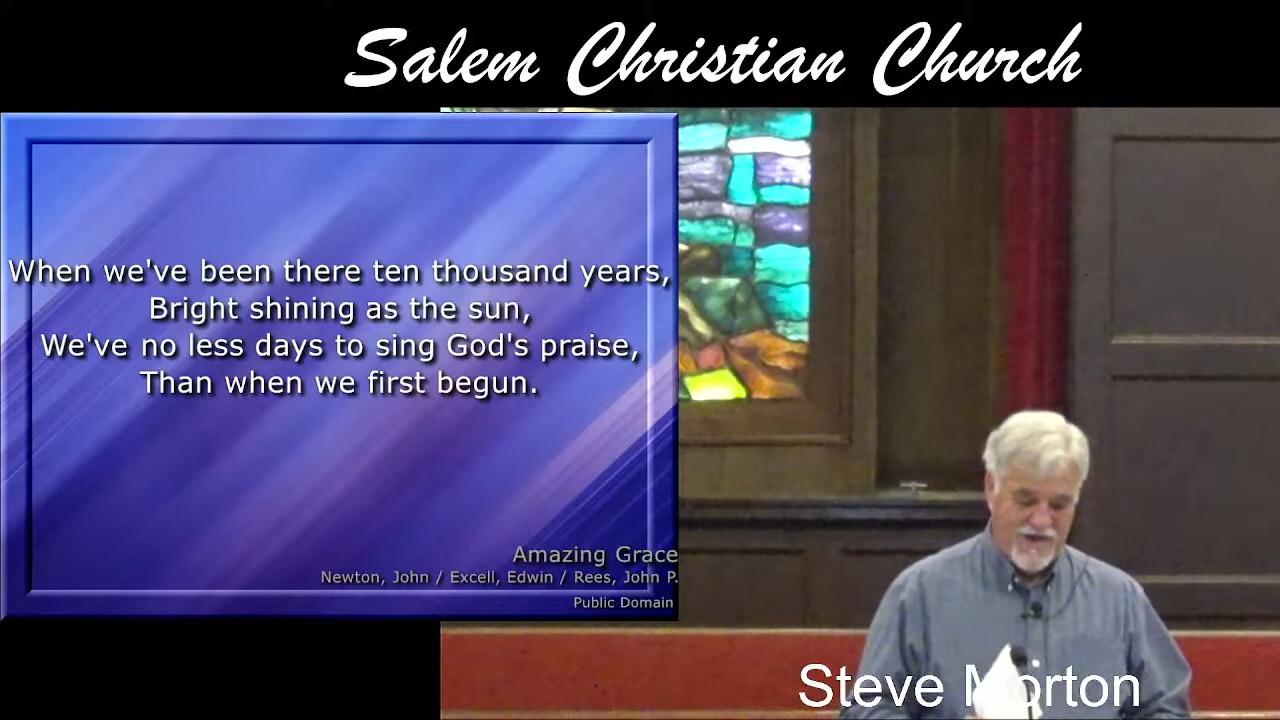 Salem Christian Church
When we've been there ten thousand years,
Bright shining as the sun,
We've no less days to sing God's praise,
Than when we first begun.
Amazing Grace
Newton, John / Excell, Edwin / Rees, John P.
Public Domain
Steve Morton